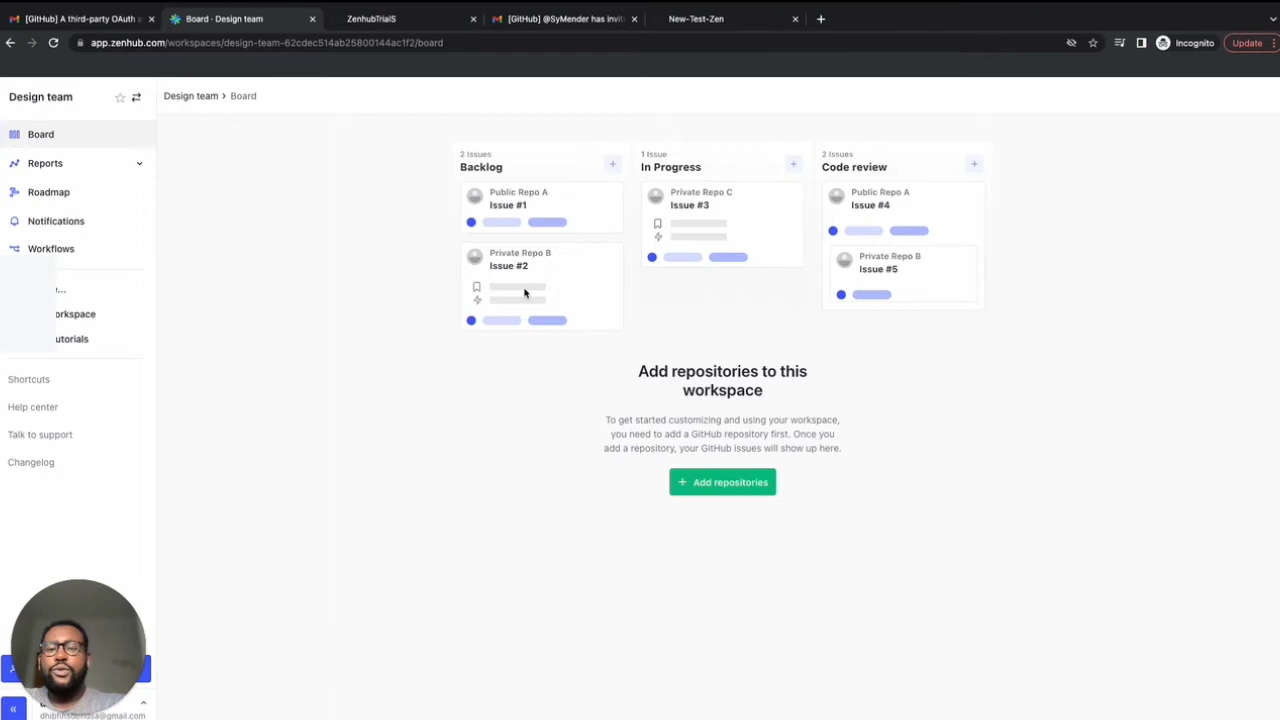 [GitHub] A third-party OAuth a
Board · Design team
ZenhubTrialS
[GitHub] @SyMender has invit
New-Test-Zen
app.zenhub.com/workspaces/design-team-62cdec514ab25800144ac1f2/board
Incognito
Update
Design team
Design team > Board
Board
Reports
Roadmap
Notifications
Workflows
e...
orkspace
utorials
Shortcuts
Help center
Talk to support
Changelog
dhibfihsdehdsa@gmail.com
2 Issues
Backlog
Public Repo A
Issue #1
Private Repo B
Issue #2
1 Issue
In Progress
Private Repo C
Issue #3
2 Issues
Code review
Public Repo A
Issue #4
Private Repo B
Issue #5
Add repositories to this
workspace
To get started customizing and using your workspace,
you need to add a GitHub repository first. Once you
add a repository, your GitHub issues will show up here.
+ Add repositories